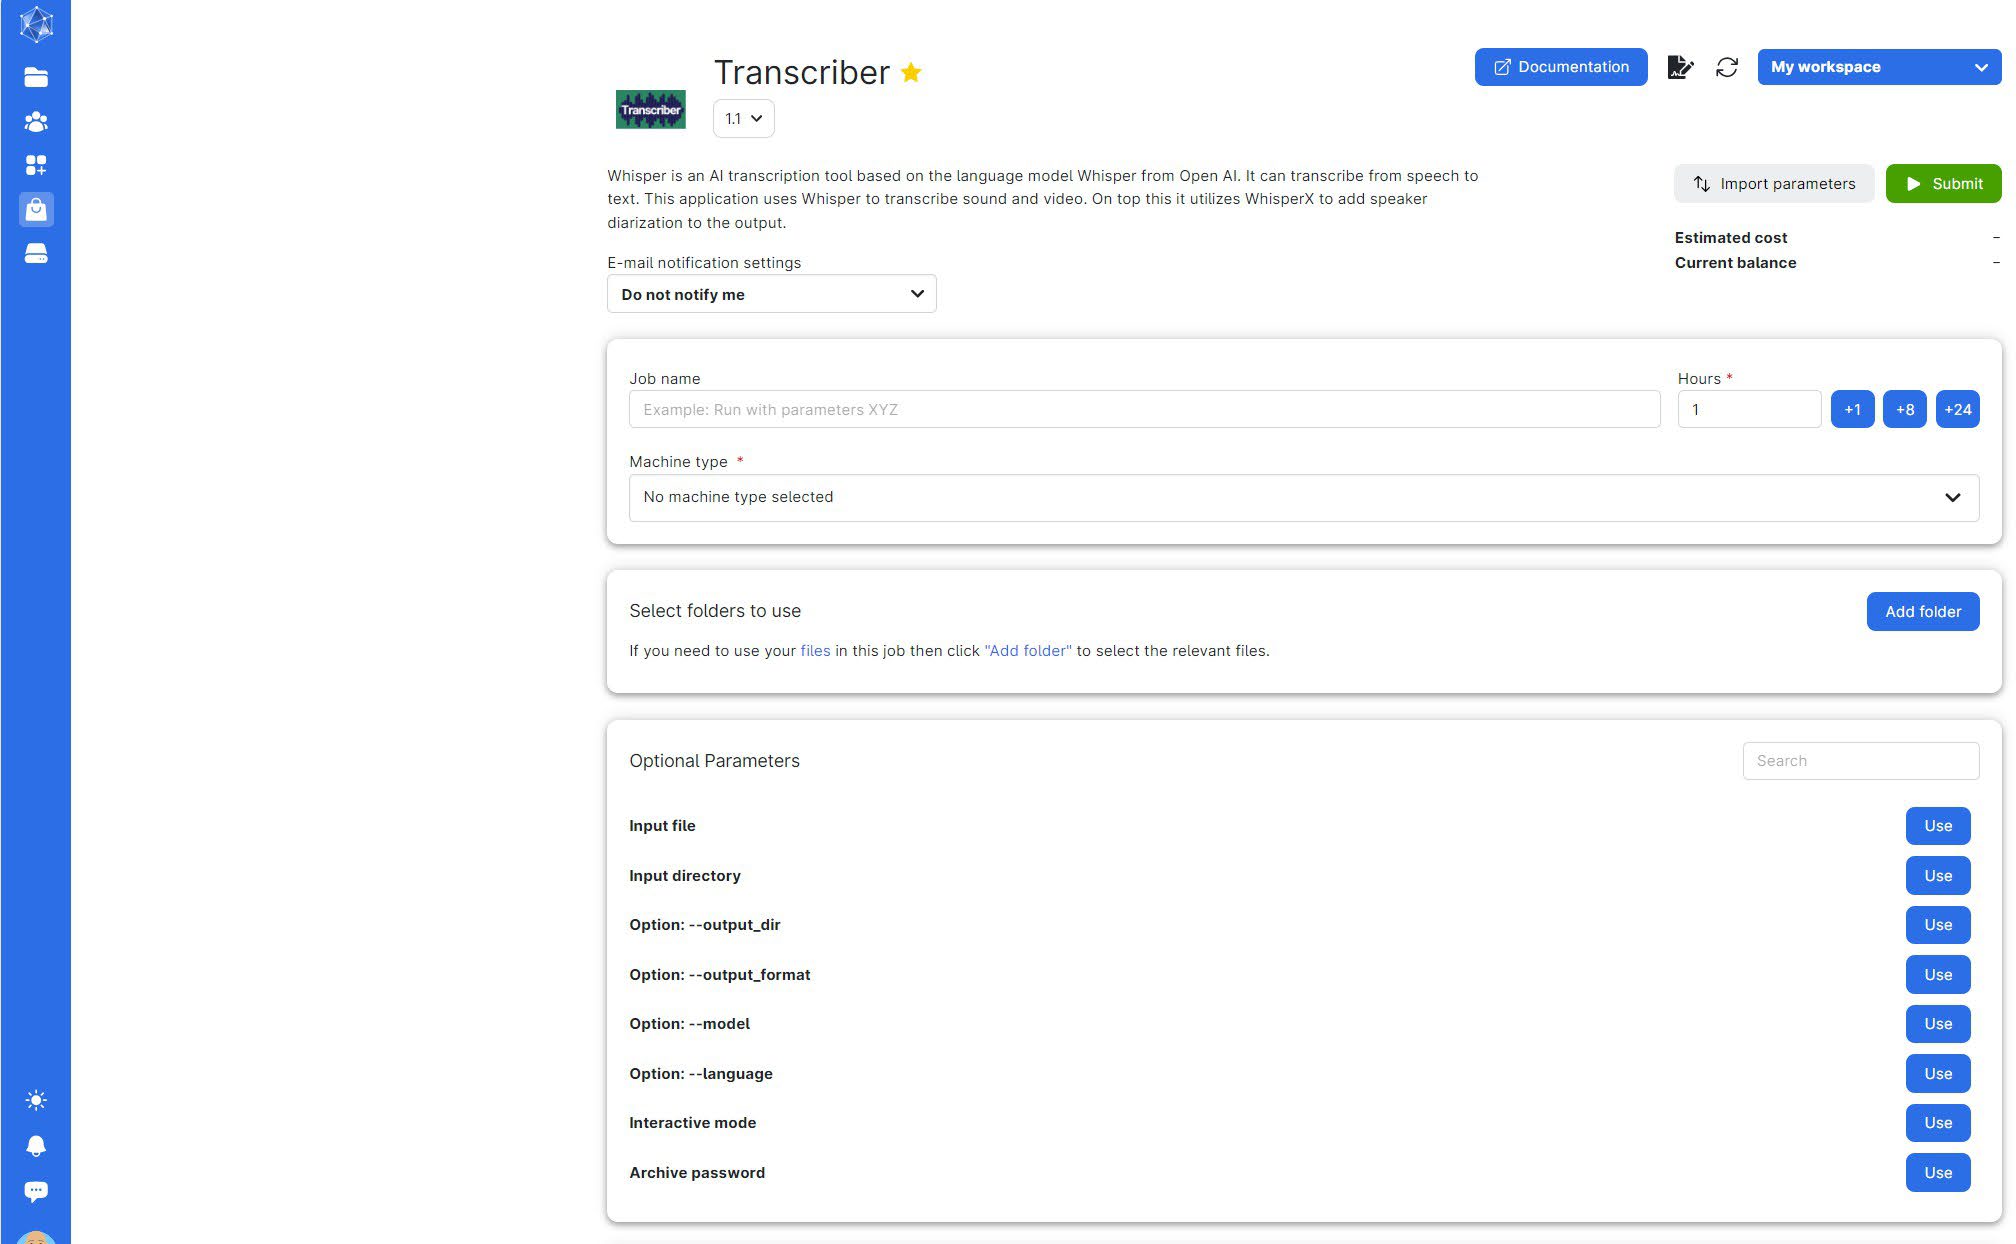 Transcriber
Transcriber
1.1
Documentation
My workspace
Whisper is an AI transcription tool based on the language model Whisper from Open AI. It can transcribe from speech to
text. This application uses Whisper to transcribe sound and video. On top this it utilizes WhisperX to add speaker
diarization to the output.
Import parameters
Submit
Estimated cost –
Current balance –
E-mail notification settings
Do not notify me
Job name
Example: Run with parameters XYZ
Hours *
1
+1
+8
+24
Machine type *
No machine type selected
Select folders to use
Add folder
If you need to use your files in this job then click "Add folder" to select the relevant files.
Optional Parameters
Search
Input file
Use
Input directory
Use
Option: --output_dir
Use
Option: --output_format
Use
Option: --model
Use
Option: --language
Use
Interactive mode
Use
Archive password
Use